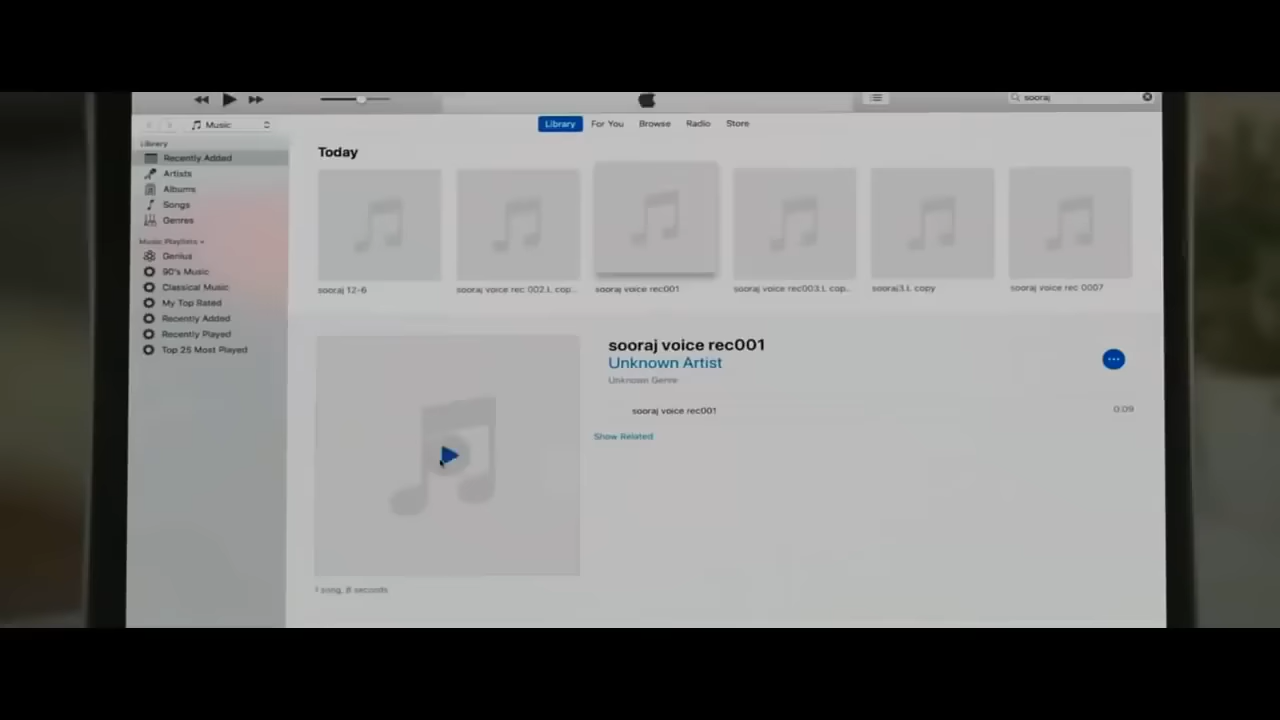 sooraj
Music
Library For You Browse Radio Store
Library
Recently Added
Artists
Albums
Songs
Genres
Music Playlists
Genius
90's Music
Classical Music
My Top Rated
Recently Added
Recently Played
Top 25 Most Played
Today
sooraj 12-6
sooraj voice rec 002.L cop...
sooraj voice rec001
sooraj voice rec003.L cop...
sooraj3.L copy
sooraj voice rec 0007
sooraj voice rec001
Unknown Artist
Unknown Genre
sooraj voice rec001 0:09
Show Related
1 song, 8 seconds